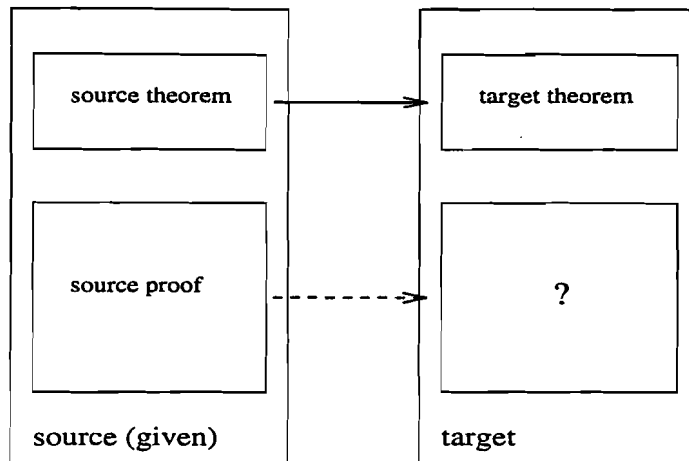 source theorem
target theorem
source proof
?
source (given)
target